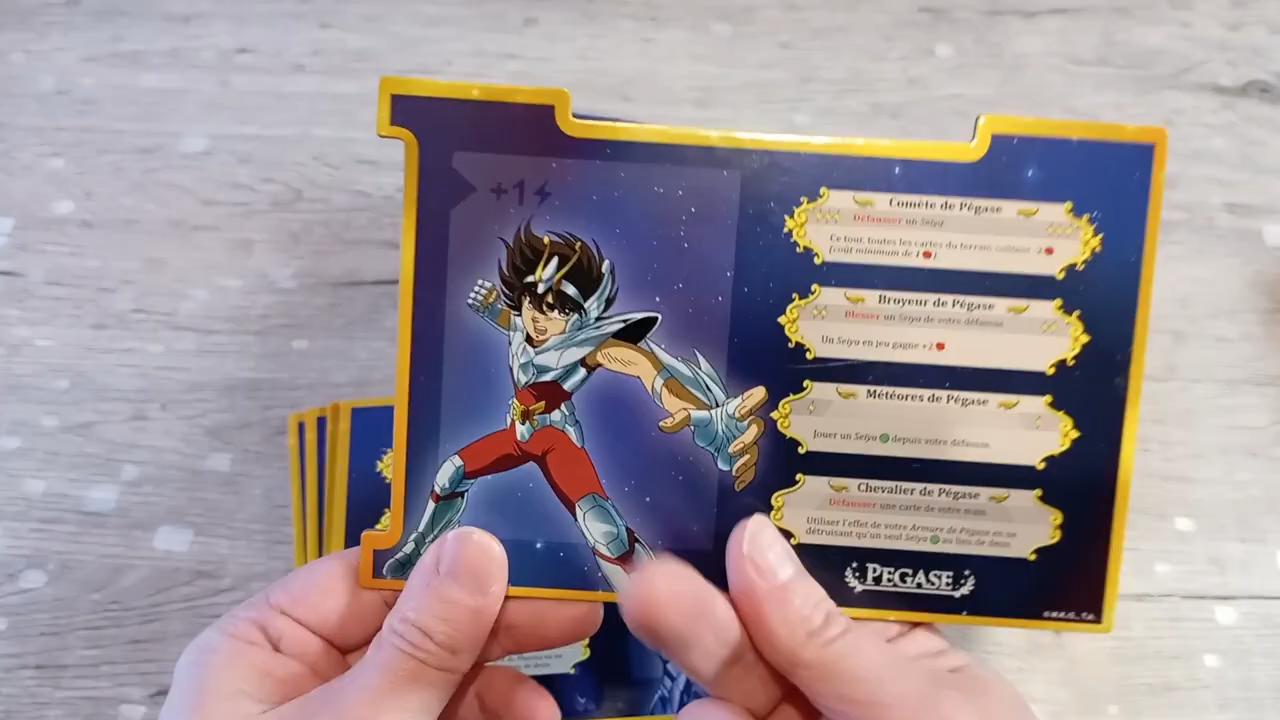 +1
Comète de Pégase
Défausser un Seiya
Ce tour, toutes les cartes du terrain coûtent -2
[coût minimum de 1].
Broyeur de Pégase
Blesser un Seiya de votre défausse
Un Seiya en jeu gagne +2
Météores de Pégase
Jouer un Seiya depuis votre défausse.
Chevalier de Pégase
Défausser une carte de votre main.
Utiliser l'effet de votre Armure de Pégase en ne
détruisant qu'un seul Seiya au lieu de deux.
PEGASE
de deux.